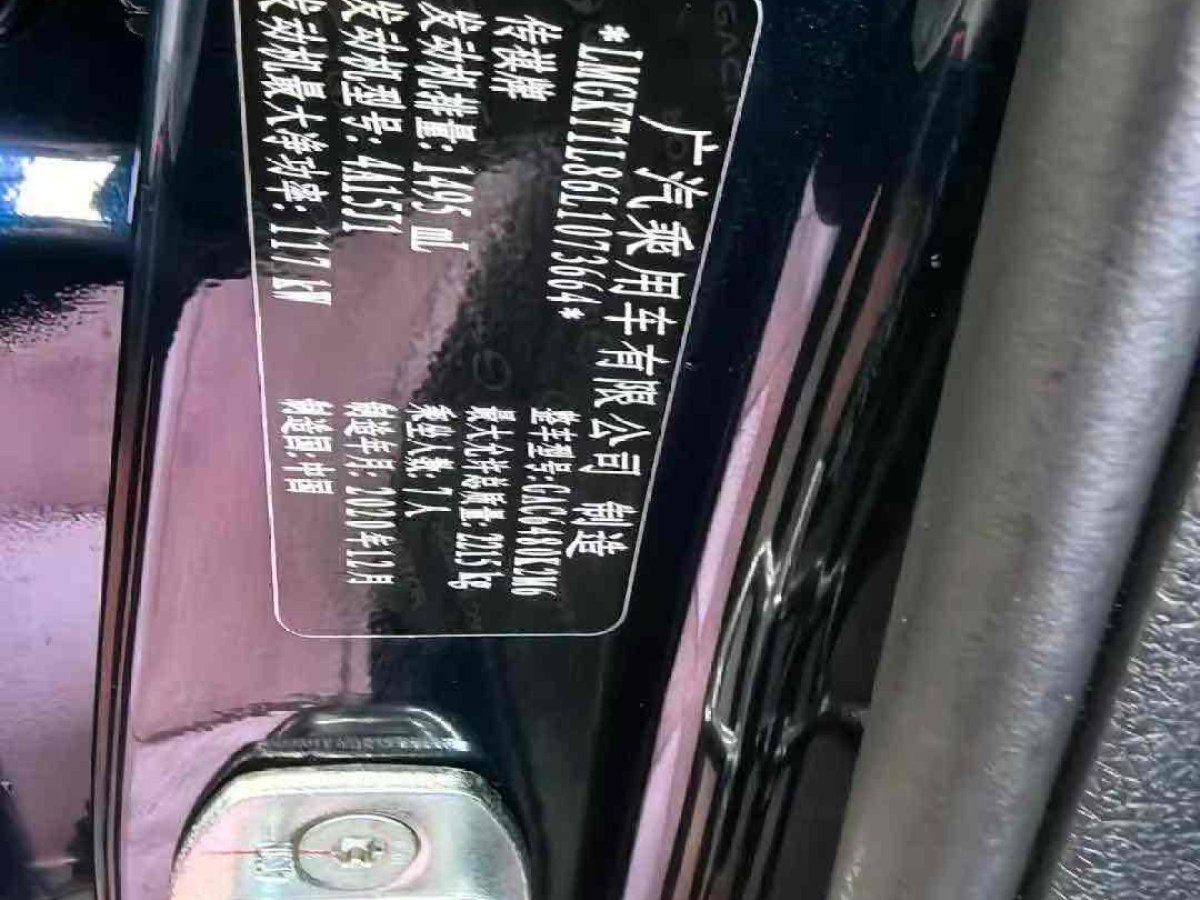 广汽乘用车有限公司 制造
*LMGKT1L86L1073664*
传祺牌 整车型号:GAC6480K2M6
发动机排量:1495 mL 最大允许总质量:2215 kg
发动机型号:4A15J1 乘坐人数:7人
发动机最大净功率:117 kW 制造年月:2020年12月
制造国:中国